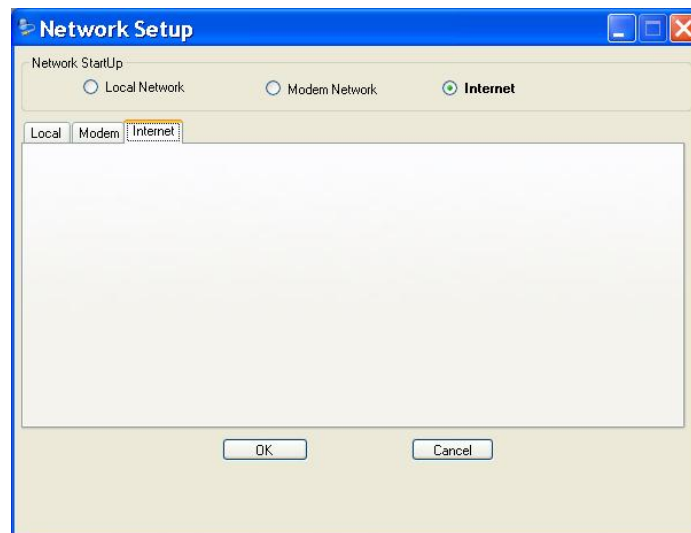 Network Setup
Network StartUp
Local Network Modem Network Internet
Local Modem Internet
OK Cancel